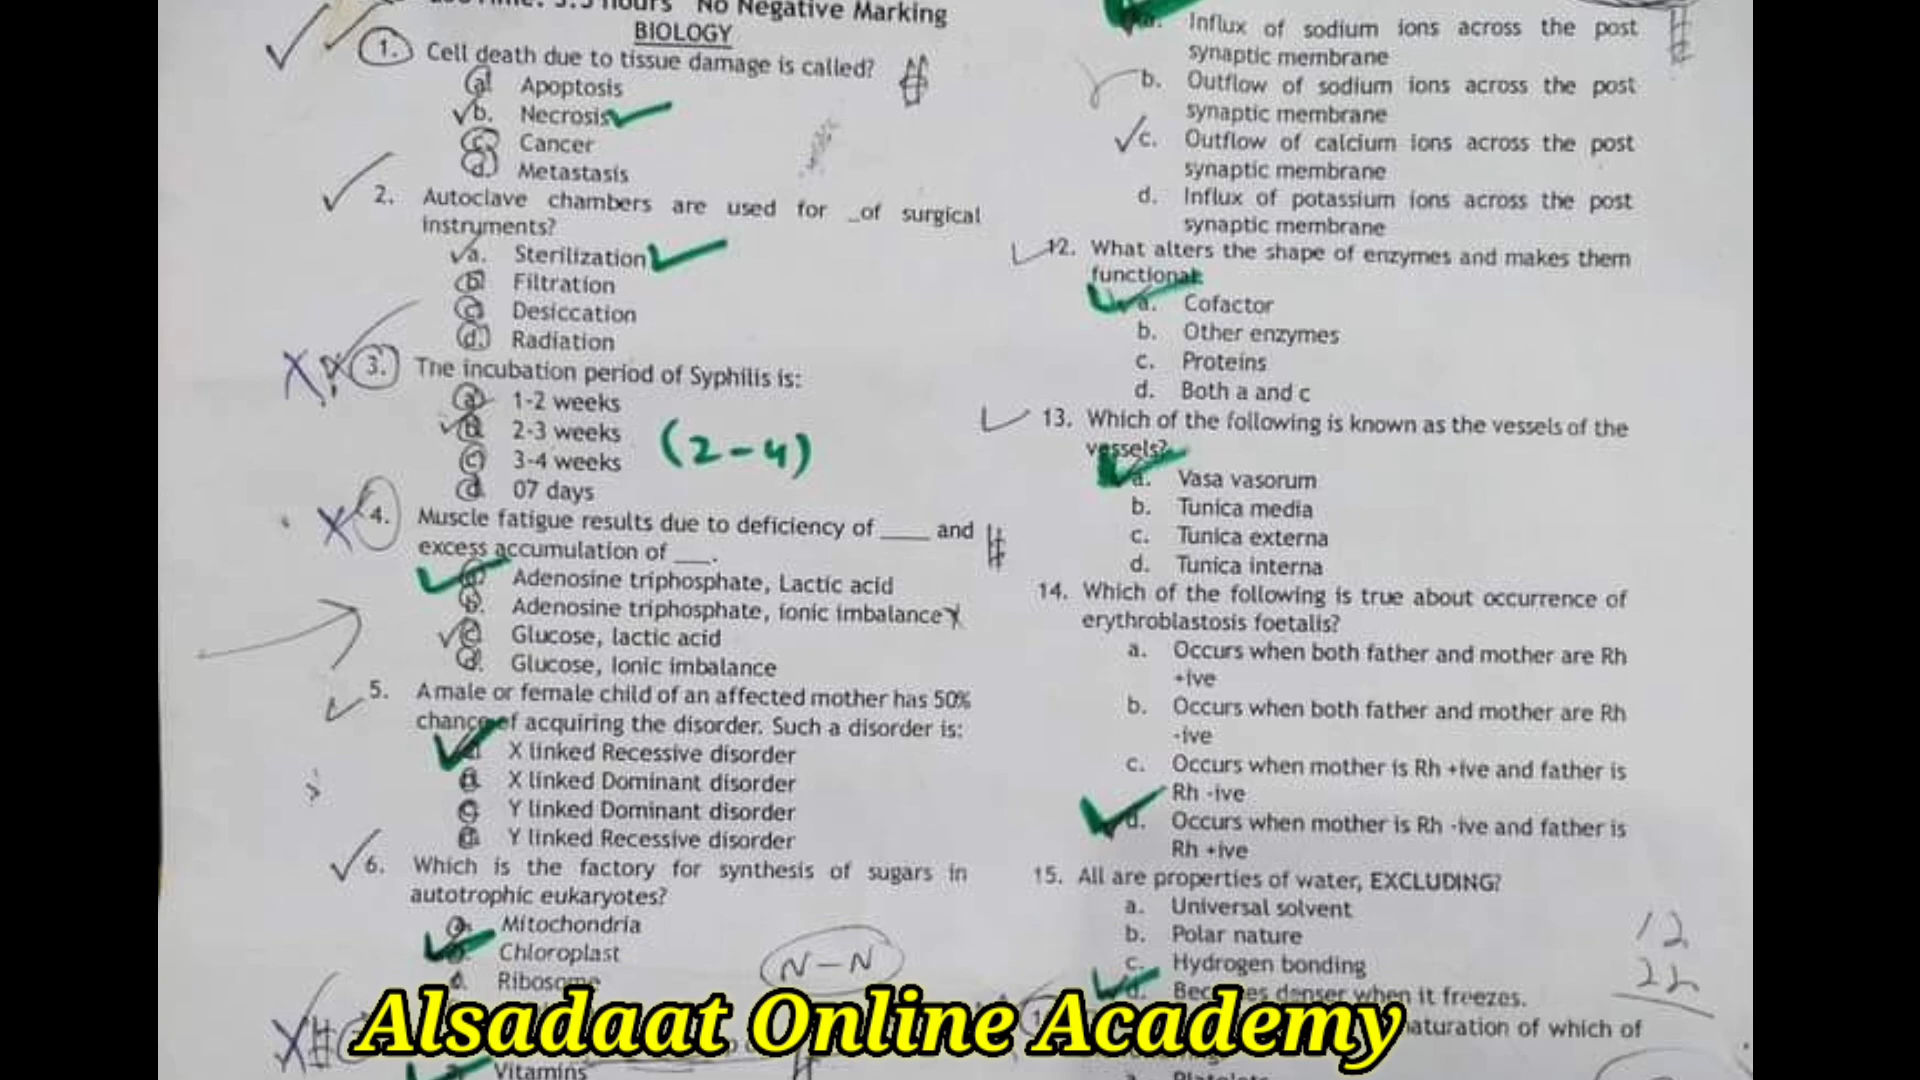 No Negative Marking
BIOLOGY
1. Cell death due to tissue damage is called?
a. Apoptosis
b. Necrosis
c. Cancer
d. Metastasis
2. Autoclave chambers are used for _of surgical
instruments?
a. Sterilization
b. Filtration
c. Desiccation
d. Radiation
3. The incubation period of Syphilis is:
a. 1-2 weeks
b. 2-3 weeks
c. 3-4 weeks
d. 07 days
(2-4)
4. Muscle fatigue results due to deficiency of ____ and
excess accumulation of ____.
a. Adenosine triphosphate, Lactic acid
b. Adenosine triphosphate, ionic imbalance
c. Glucose, lactic acid
d. Glucose, Ionic imbalance
5. A male or female child of an affected mother has 50%
chance of acquiring the disorder. Such a disorder is:
a. X linked Recessive disorder
b. X linked Dominant disorder
c. Y linked Dominant disorder
d. Y linked Recessive disorder
6. Which is the factory for synthesis of sugars in
autotrophic eukaryotes?
a. Mitochondria
b. Chloroplast
c. Ribosome
N-N
a. Vitamins
a. Influx of sodium ions across the post
synaptic membrane
b. Outflow of sodium ions across the post
synaptic membrane
c. Outflow of calcium ions across the post
synaptic membrane
d. Influx of potassium ions across the post
synaptic membrane
12. What alters the shape of enzymes and makes them
functional:
a. Cofactor
b. Other enzymes
c. Proteins
d. Both a and c
13. Which of the following is known as the vessels of the
vessels?
a. Vasa vasorum
b. Tunica media
c. Tunica externa
d. Tunica interna
14. Which of the following is true about occurrence of
erythroblastosis foetalis?
a. Occurs when both father and mother are Rh
+ive
b. Occurs when both father and mother are Rh
-ive
c. Occurs when mother is Rh +ive and father is
Rh -ive
d. Occurs when mother is Rh -ive and father is
Rh +ive
15. All are properties of water, EXCLUDING?
a. Universal solvent
b. Polar nature
c. Hydrogen bonding
d. Becomes denser when it freezes.
12
22
of which of
Alsadaat Online Academy